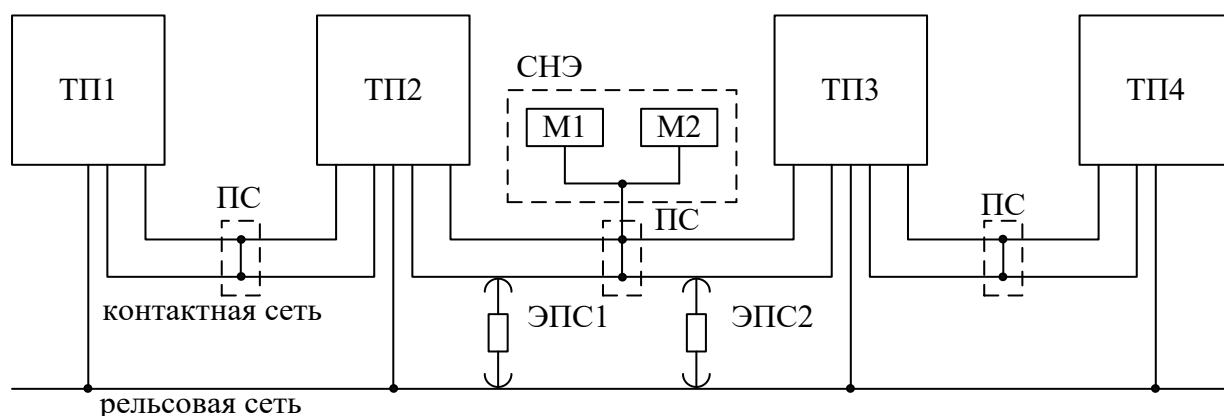 ТП1
ТП2
СНЭ
М1
М2
ТП3
ТП4
ПС
ПС
ПС
контактная сеть
ЭПС1
ЭПС2
рельсовая сеть